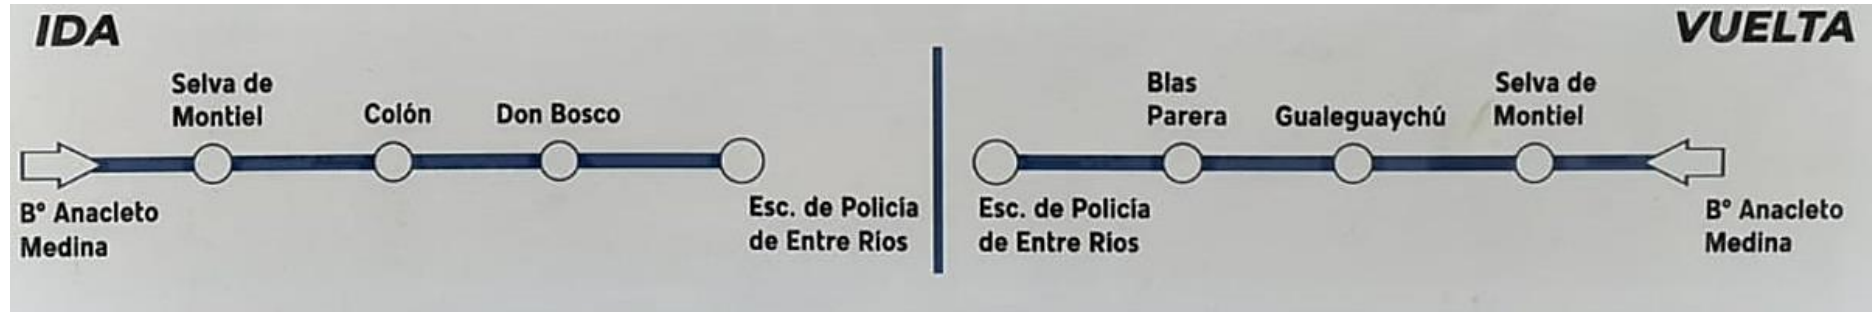 IDA
Selva de
Montiel
Colón
Don Bosco
B° Anacleto
Medina
Esc. de Policía
de Entre Ríos
VUELTA
Blas
Parera
Gualeguaychú
Selva de
Montiel
Esc. de Policía
de Entre Ríos
B° Anacleto
Medina